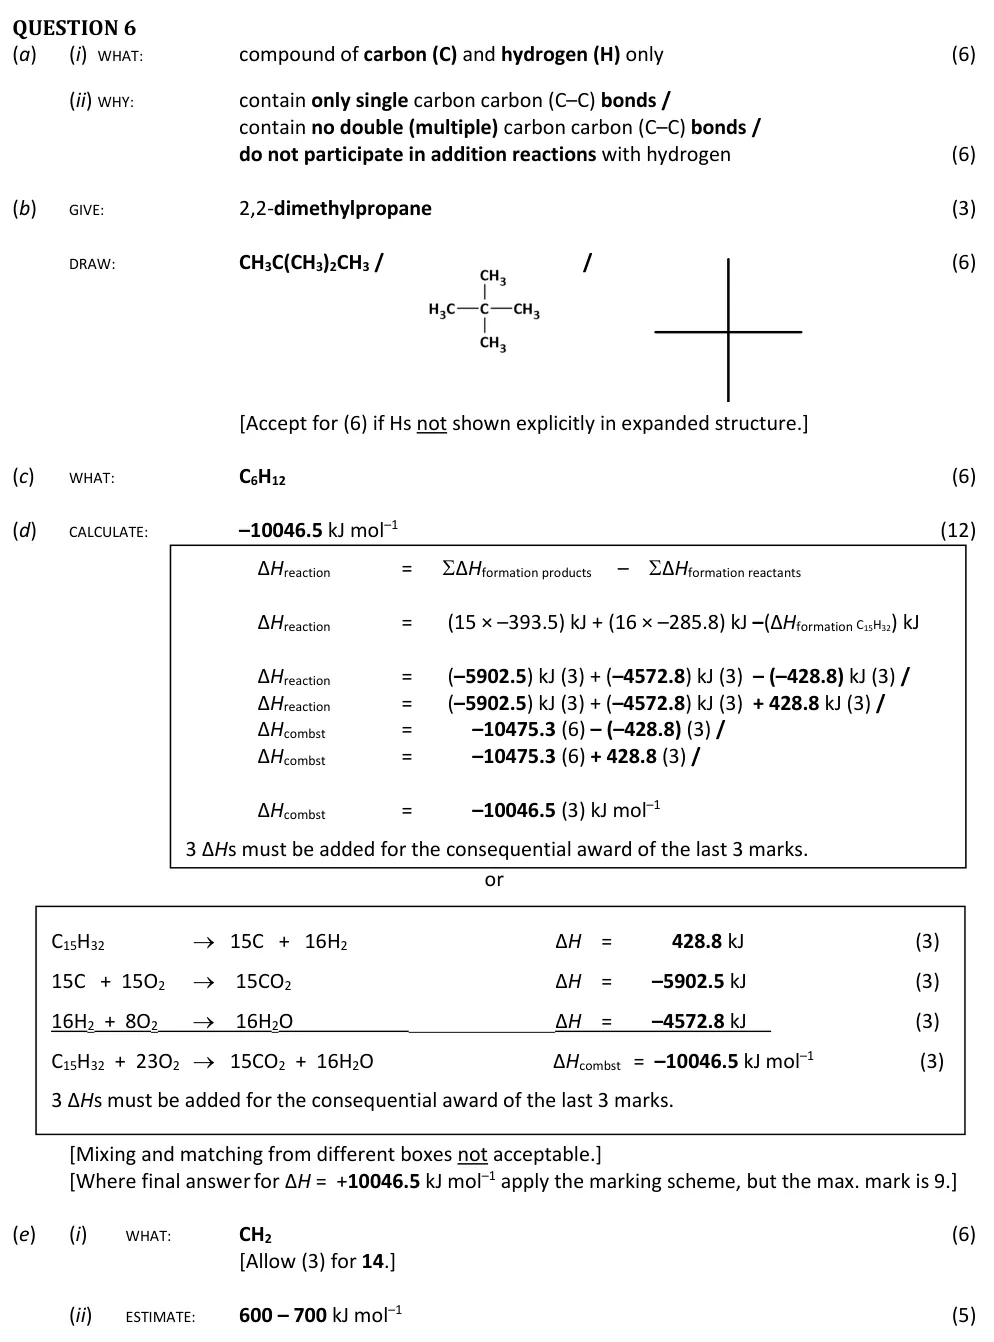 QUESTION 6
(a) (i) WHAT: compound of carbon (C) and hydrogen (H) only (6)
(ii) WHY: contain only single carbon carbon (C–C) bonds /
contain no double (multiple) carbon carbon (C–C) bonds /
do not participate in addition reactions with hydrogen (6)
(b) GIVE: 2,2-dimethylpropane (3)
DRAW: CH₃C(CH₃)₂CH₃ / / (6)
CH₃
H₃C—C—CH₃
CH₃
[Accept for (6) if Hs not shown explicitly in expanded structure.]
(c) WHAT: C₆H₁₂ (6)
(d) CALCULATE: –10046.5 kJ mol⁻¹ (12)
ΔHreaction = ΣΔHformation products – ΣΔHformation reactants
ΔHreaction = (15 × –393.5) kJ + (16 × –285.8) kJ –(ΔHformation C₁₅H₃₂) kJ
ΔHreaction = (–5902.5) kJ (3) + (–4572.8) kJ (3) – (–428.8) kJ (3) /
ΔHreaction = (–5902.5) kJ (3) + (–4572.8) kJ (3) + 428.8 kJ (3) /
ΔHcombst = –10475.3 (6) – (–428.8) (3) /
ΔHcombst = –10475.3 (6) + 428.8 (3) /
ΔHcombst = –10046.5 (3) kJ mol⁻¹
3 ΔHs must be added for the consequential award of the last 3 marks.
or
C₁₅H₃₂ → 15C + 16H₂ ΔH = 428.8 kJ (3)
15C + 15O₂ → 15CO₂ ΔH = –5902.5 kJ (3)
16H₂ + 8O₂ → 16H₂O ΔH = –4572.8 kJ (3)
C₁₅H₃₂ + 23O₂ → 15CO₂ + 16H₂O ΔHcombst = –10046.5 kJ mol⁻¹ (3)
3 ΔHs must be added for the consequential award of the last 3 marks.
[Mixing and matching from different boxes not acceptable.]
[Where final answer for ΔH = +10046.5 kJ mol⁻¹ apply the marking scheme, but the max. mark is 9.]
(e) (i) WHAT: CH₂ (6)
[Allow (3) for 14.]
(ii) ESTIMATE: 600 – 700 kJ mol⁻¹ (5)